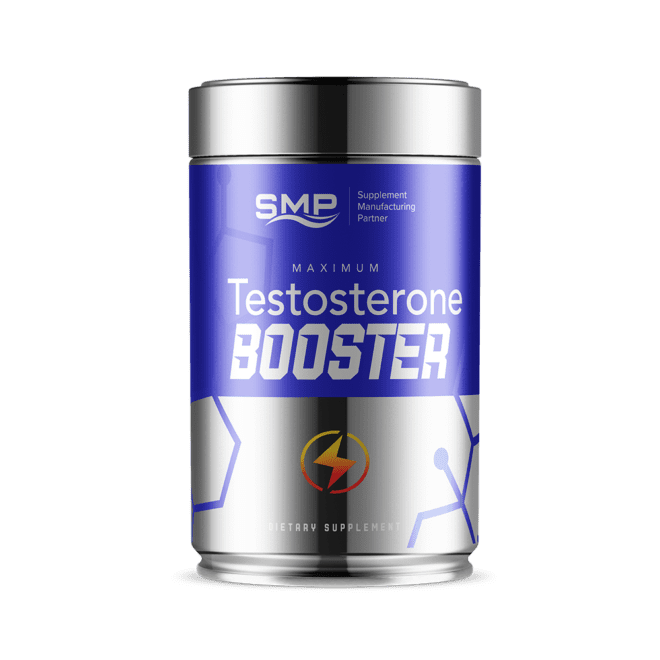 SMP
Supplement
Manufacturing
Partner
MAXIMUM
Testosterone
BOOSTER
DIETARY SUPPLEMENT